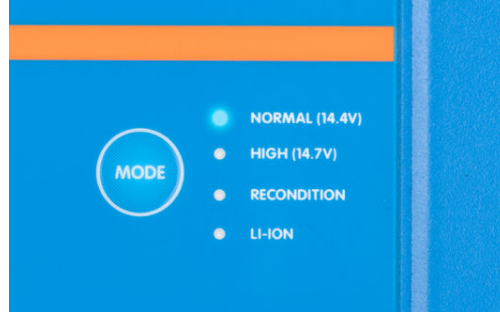 MODE
NORMAL (14.4V)
HIGH (14.7V)
RECONDITION
LI-ION